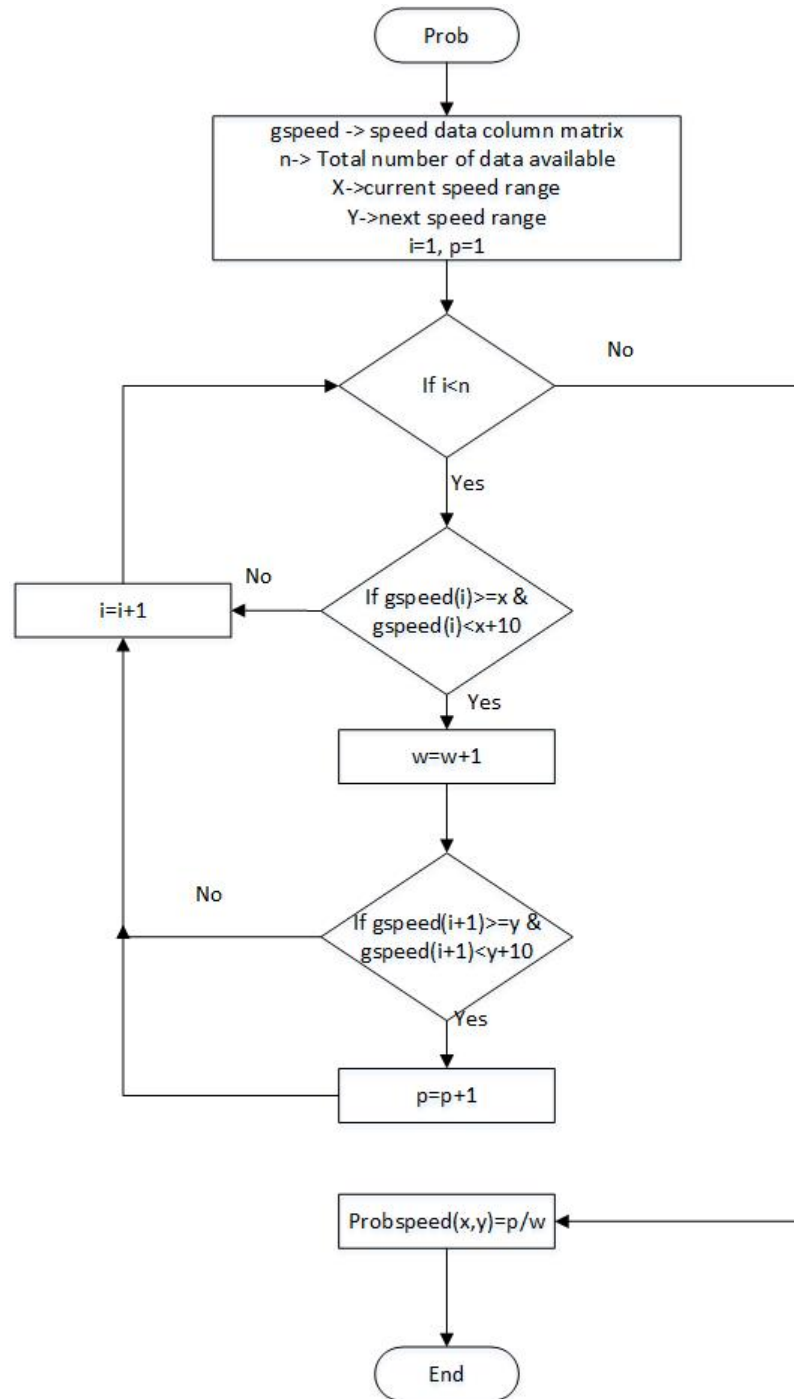 Prob
gspeed -> speed data column matrix
n-> Total number of data available
X->current speed range
Y->next speed range
i=1, p=1
No
If i<n
Yes
No
If gspeed(i)>=x &
gspeed(i)<x+10
i=i+1
Yes
w=w+1
No
If gspeed(i+1)>=y &
gspeed(i+1)<y+10
Yes
p=p+1
Probspeed(x,y)=p/w
End